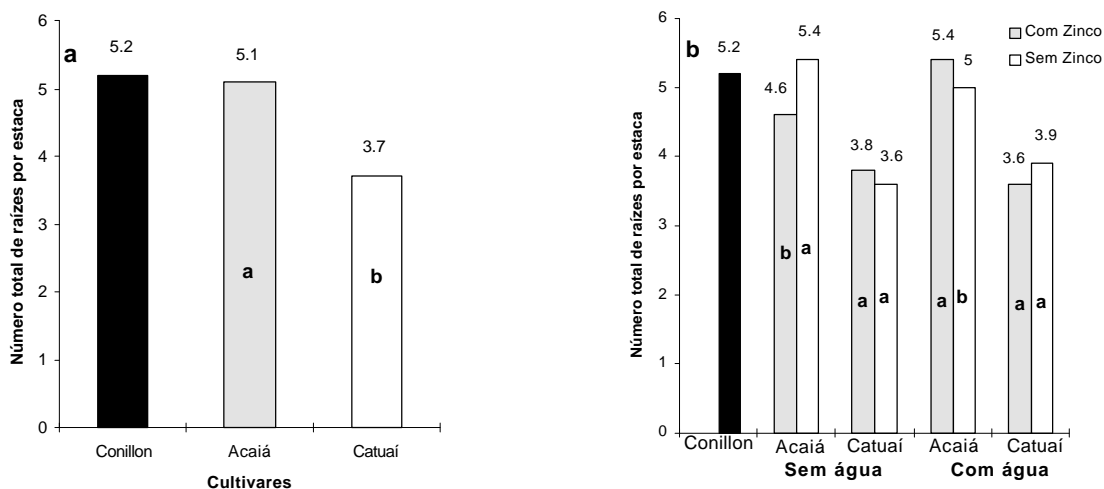 a
Número total de raízes por estaca
6
5
4
3
2
1
0
5.2
5.1
3.7
a
b
Conillon Acaiá Catuaí
Cultivares
b
Número total de raízes por estaca
6
5
4
3
2
1
0
Com Zinco
Sem Zinco
5.2
4.6
5.4
3.8
3.6
5.4
5
3.6
3.9
b a a a a b a a
Conillon Acaiá Catuaí Acaiá Catuaí
Sem água Com água